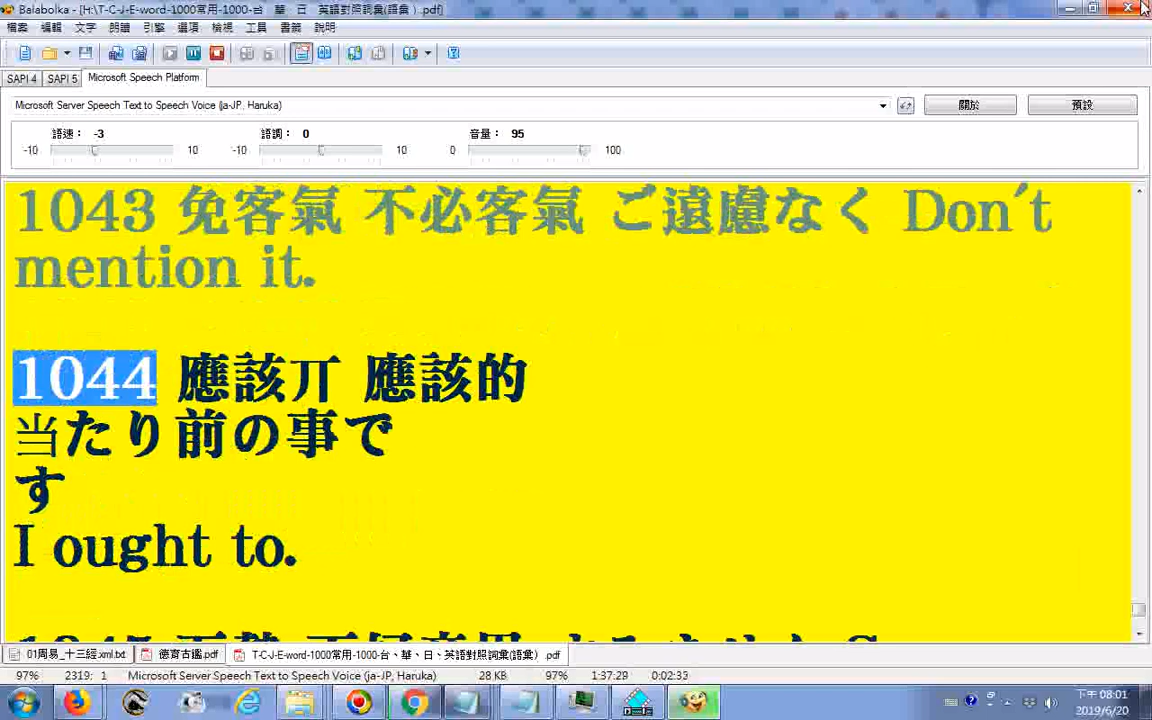 Balabolka - [H:\T-C-J-E-word-1000常用-1000-台 華 日 英語對照詞彙(語彙 ).pdf]
檔案 編輯 文字 朗讀 引擎 選項 檢視 工具 書籤 說明
SAPI 4 SAPI 5 Microsoft Speech Platform
Microsoft Server Speech Text to Speech Voice (ja-JP, Haruka) 關於 預設
語速： -3 語調： 0 音量： 95
-10 10 -10 10 0 100
1043 免客氣 不必客氣 ご遠慮なく Don't
mention it.
1044 應該丌 應該的
当たり前の事で
す
I ought to.
01周易_十三經.xml.txt 德育古鑑.pdf T-C-J-E-word-1000常用-1000-台、華、日、英語對照詞彙(語彙) .pdf
97% 2319: 1 Microsoft Server Speech Text to Speech Voice (ja-JP, Haruka) 28 KB 97% 1:37:29 0:02:33
下午 08:01
2019/6/20